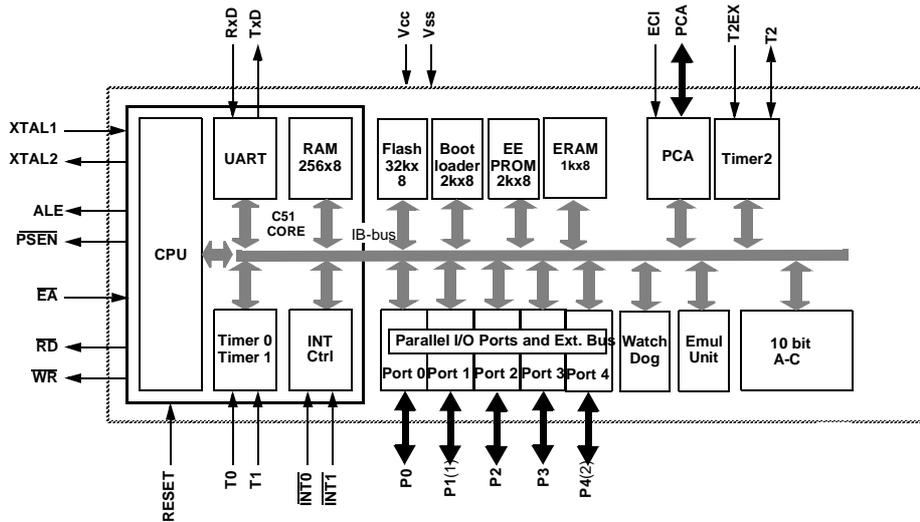 RxD
TxD
Vcc
Vss
ECI
PCA
T2EX
T2
XTAL1
XTAL2
ALE
PSEN
EA
RD
WR
CPU
UART
RAM
256x8
C51
CORE
IB-bus
Flash
32kx
8
Boot
loader
2kx8
EE
PROM
2kx8
ERAM
1kx8
PCA
Timer2
Timer 0
Timer 1
INT
Ctrl
Parallel I/O Ports and Ext. Bus
Port 0
Port 1
Port 2
Port 3
Port 4
Watch
Dog
Emul
Unit
10 bit
A-C
RESET
T0
T1
INT0
INT1
P0
P1(1)
P2
P3
P4(2)